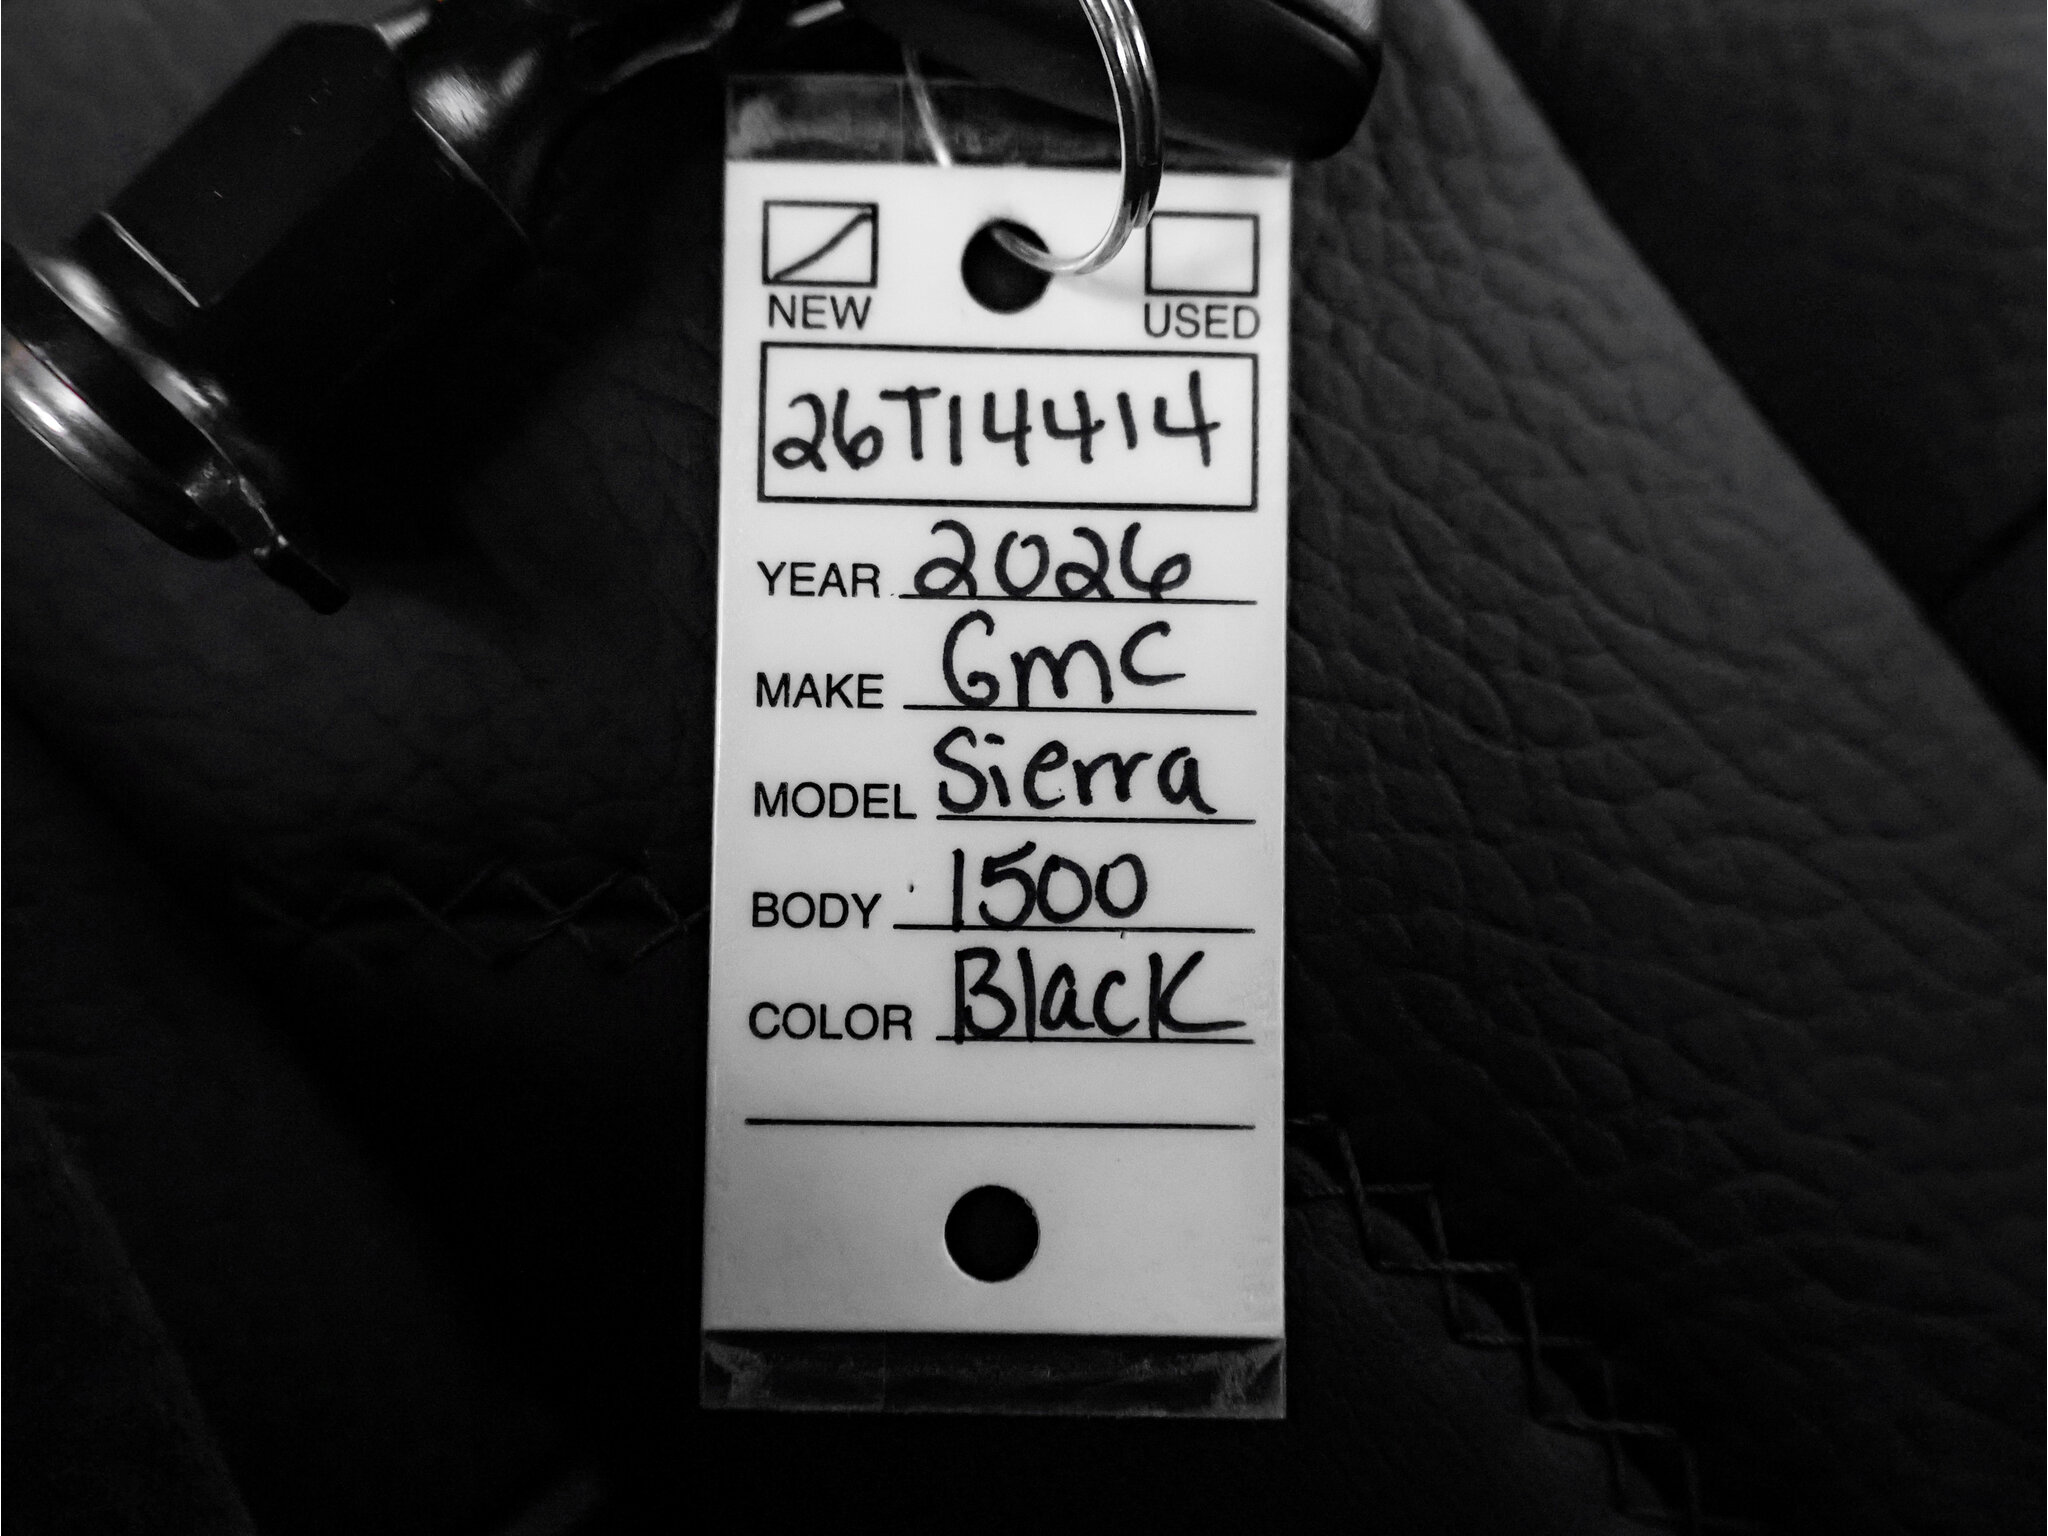 NEW USED
26T14414
YEAR 2026
MAKE GMC
MODEL Sierra
BODY 1500
COLOR Black